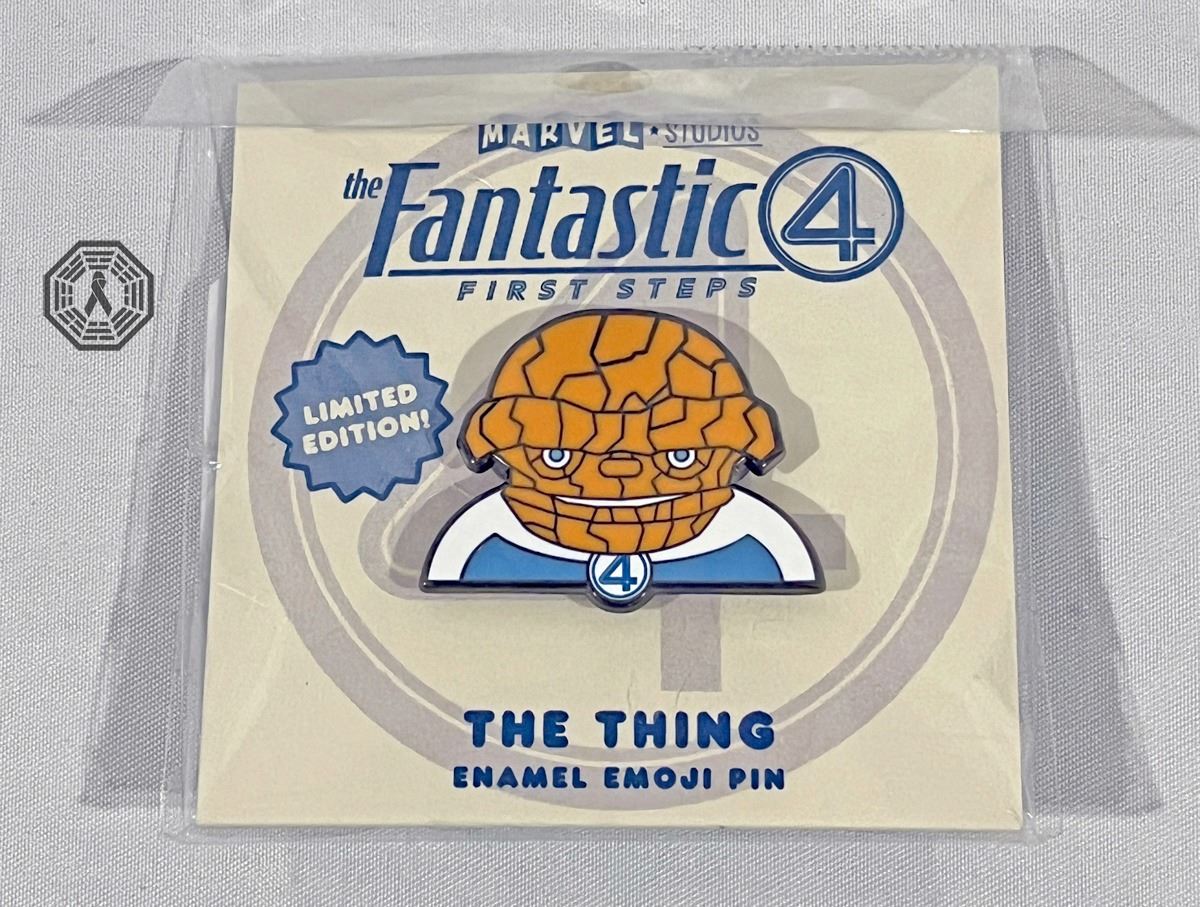 MARVEL STUDIOS
the Fantastic 4
FIRST STEPS
LIMITED
EDITION!
4
THE THING
ENAMEL EMOJI PIN